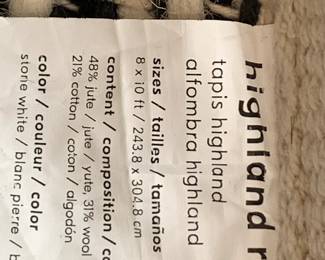 highland
tapis highland
alfombra highland
sizes / tailles / tamaños
8 x 10 ft / 243.8 x 304.8 cm
content / composition /
48% jute / jute / yute, 31% wool
21% cotton / coton / algodón
color / couleur / color
stone white / blanc pierre /